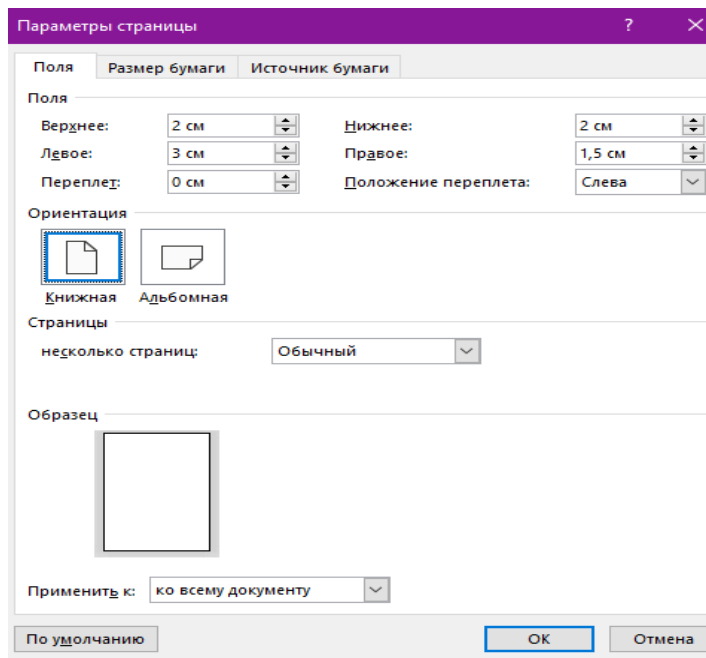 Параметры страницы ?
Поля Размер бумаги Источник бумаги
Поля
Верхнее: 2 см Нижнее: 2 см
Левое: 3 см Правое: 1,5 см
Переплет: 0 см Положение переплета: Слева
Ориентация
Книжная Альбомная
Страницы
несколько страниц: Обычный
Образец
Применить к: ко всему документу
По умолчанию ОК Отмена